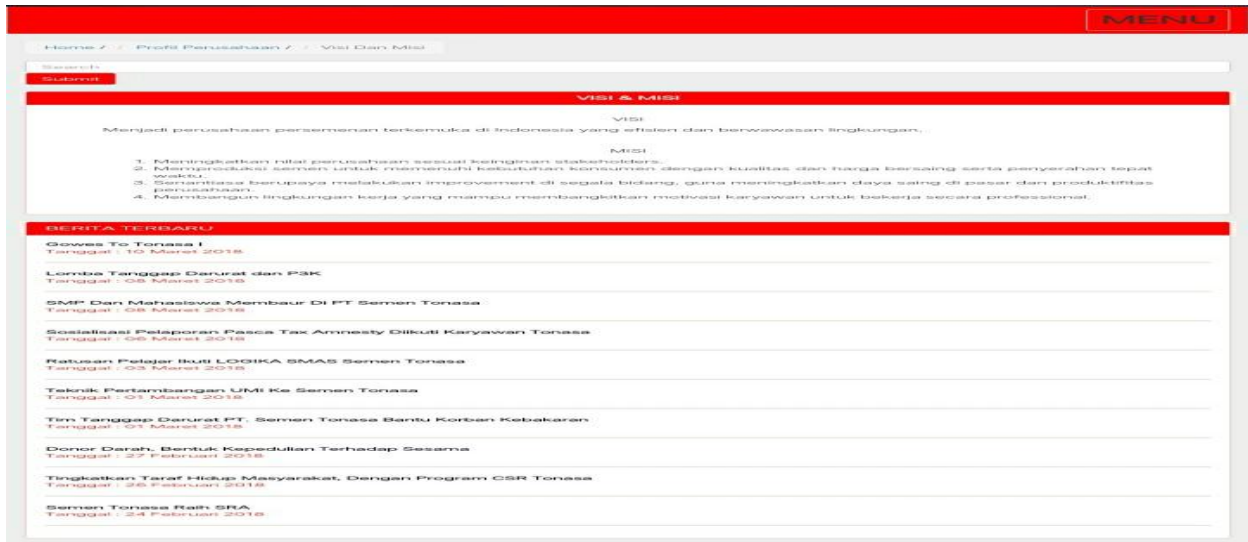 MENU
Home / / Profil Perusahaan / / Visi Dan Misi
Search
Submit
VISI & MISI
VISI
Menjadi perusahaan persemenan terkemuka di Indonesia yang efisien dan berwawasan lingkungan.
MISI
1. Meningkatkan nilai perusahaan sesuai keinginan stakeholders.
2. Memproduksi semen untuk memenuhi kebutuhan konsumen dengan kualitas dan harga bersaing serta penyerahan tepat
waktu.
3. Senantiasa berupaya melakukan improvement di segala bidang, guna meningkatkan daya saing di pasar dan produktifitas
perusahaan.
4. Membangun lingkungan kerja yang mampu membangkitkan motivasi karyawan untuk bekerja secara professional.
BERITA TERBARU
Gowes To Tonasa I
Tanggal : 10 Maret 2018
Lomba Tanggap Darurat dan P3K
Tanggal : 08 Maret 2018
SMP Dan Mahasiswa Membaur Di PT Semen Tonasa
Tanggal : 08 Maret 2018
Sosialisasi Pelaporan Pasca Tax Amnesty Diikuti Karyawan Tonasa
Tanggal : 06 Maret 2018
Ratusan Pelajar Ikuti LOGIKA SMAS Semen Tonasa
Tanggal : 03 Maret 2018
Teknik Pertambangan UMI Ke Semen Tonasa
Tanggal : 01 Maret 2018
Tim Tanggap Darurat PT. Semen Tonasa Bantu Korban Kebakaran
Tanggal : 01 Maret 2018
Donor Darah, Bentuk Kepedulian Terhadap Sesama
Tanggal : 27 Februari 2018
Tingkatkan Taraf Hidup Masyarakat, Dengan Program CSR Tonasa
Tanggal : 26 Februari 2018
Semen Tonasa Raih SRA
Tanggal : 24 Februari 2018